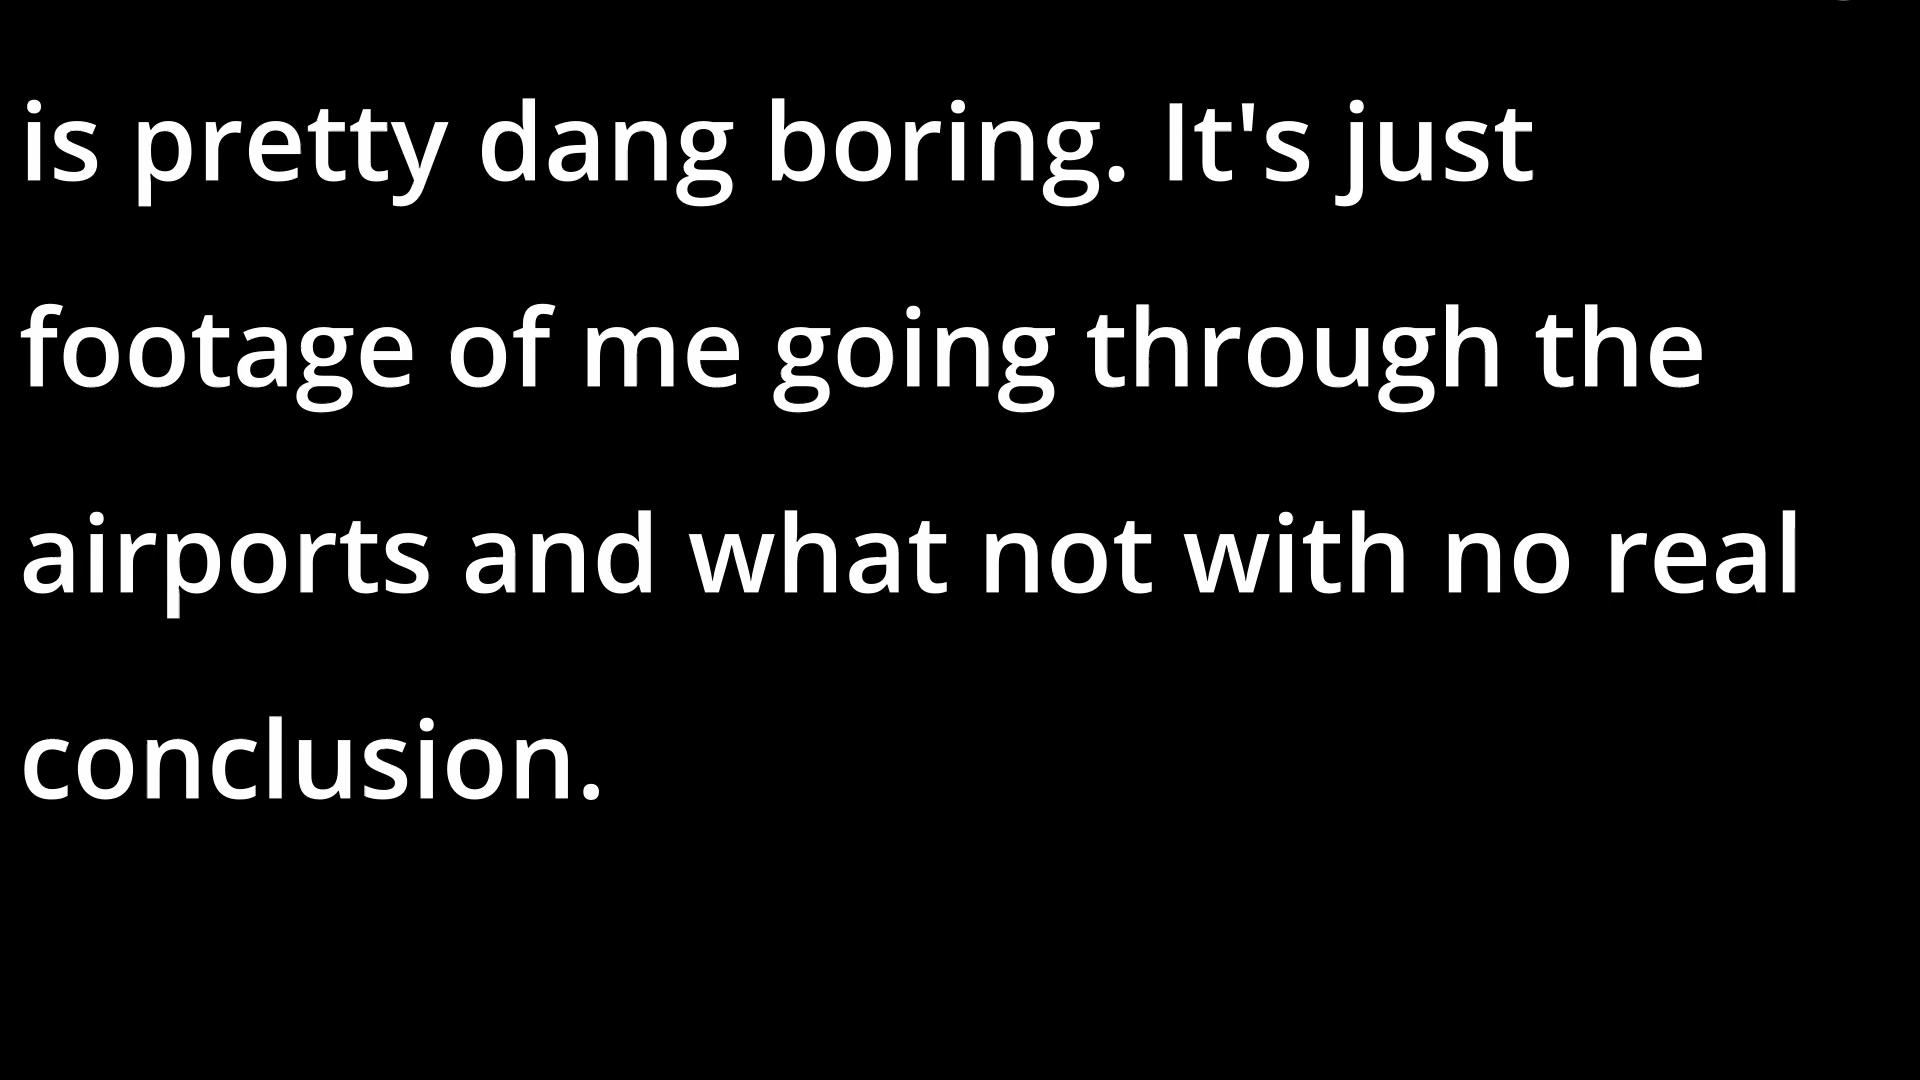 is pretty dang boring. It's just
footage of me going through the
airports and what not with no real
conclusion.